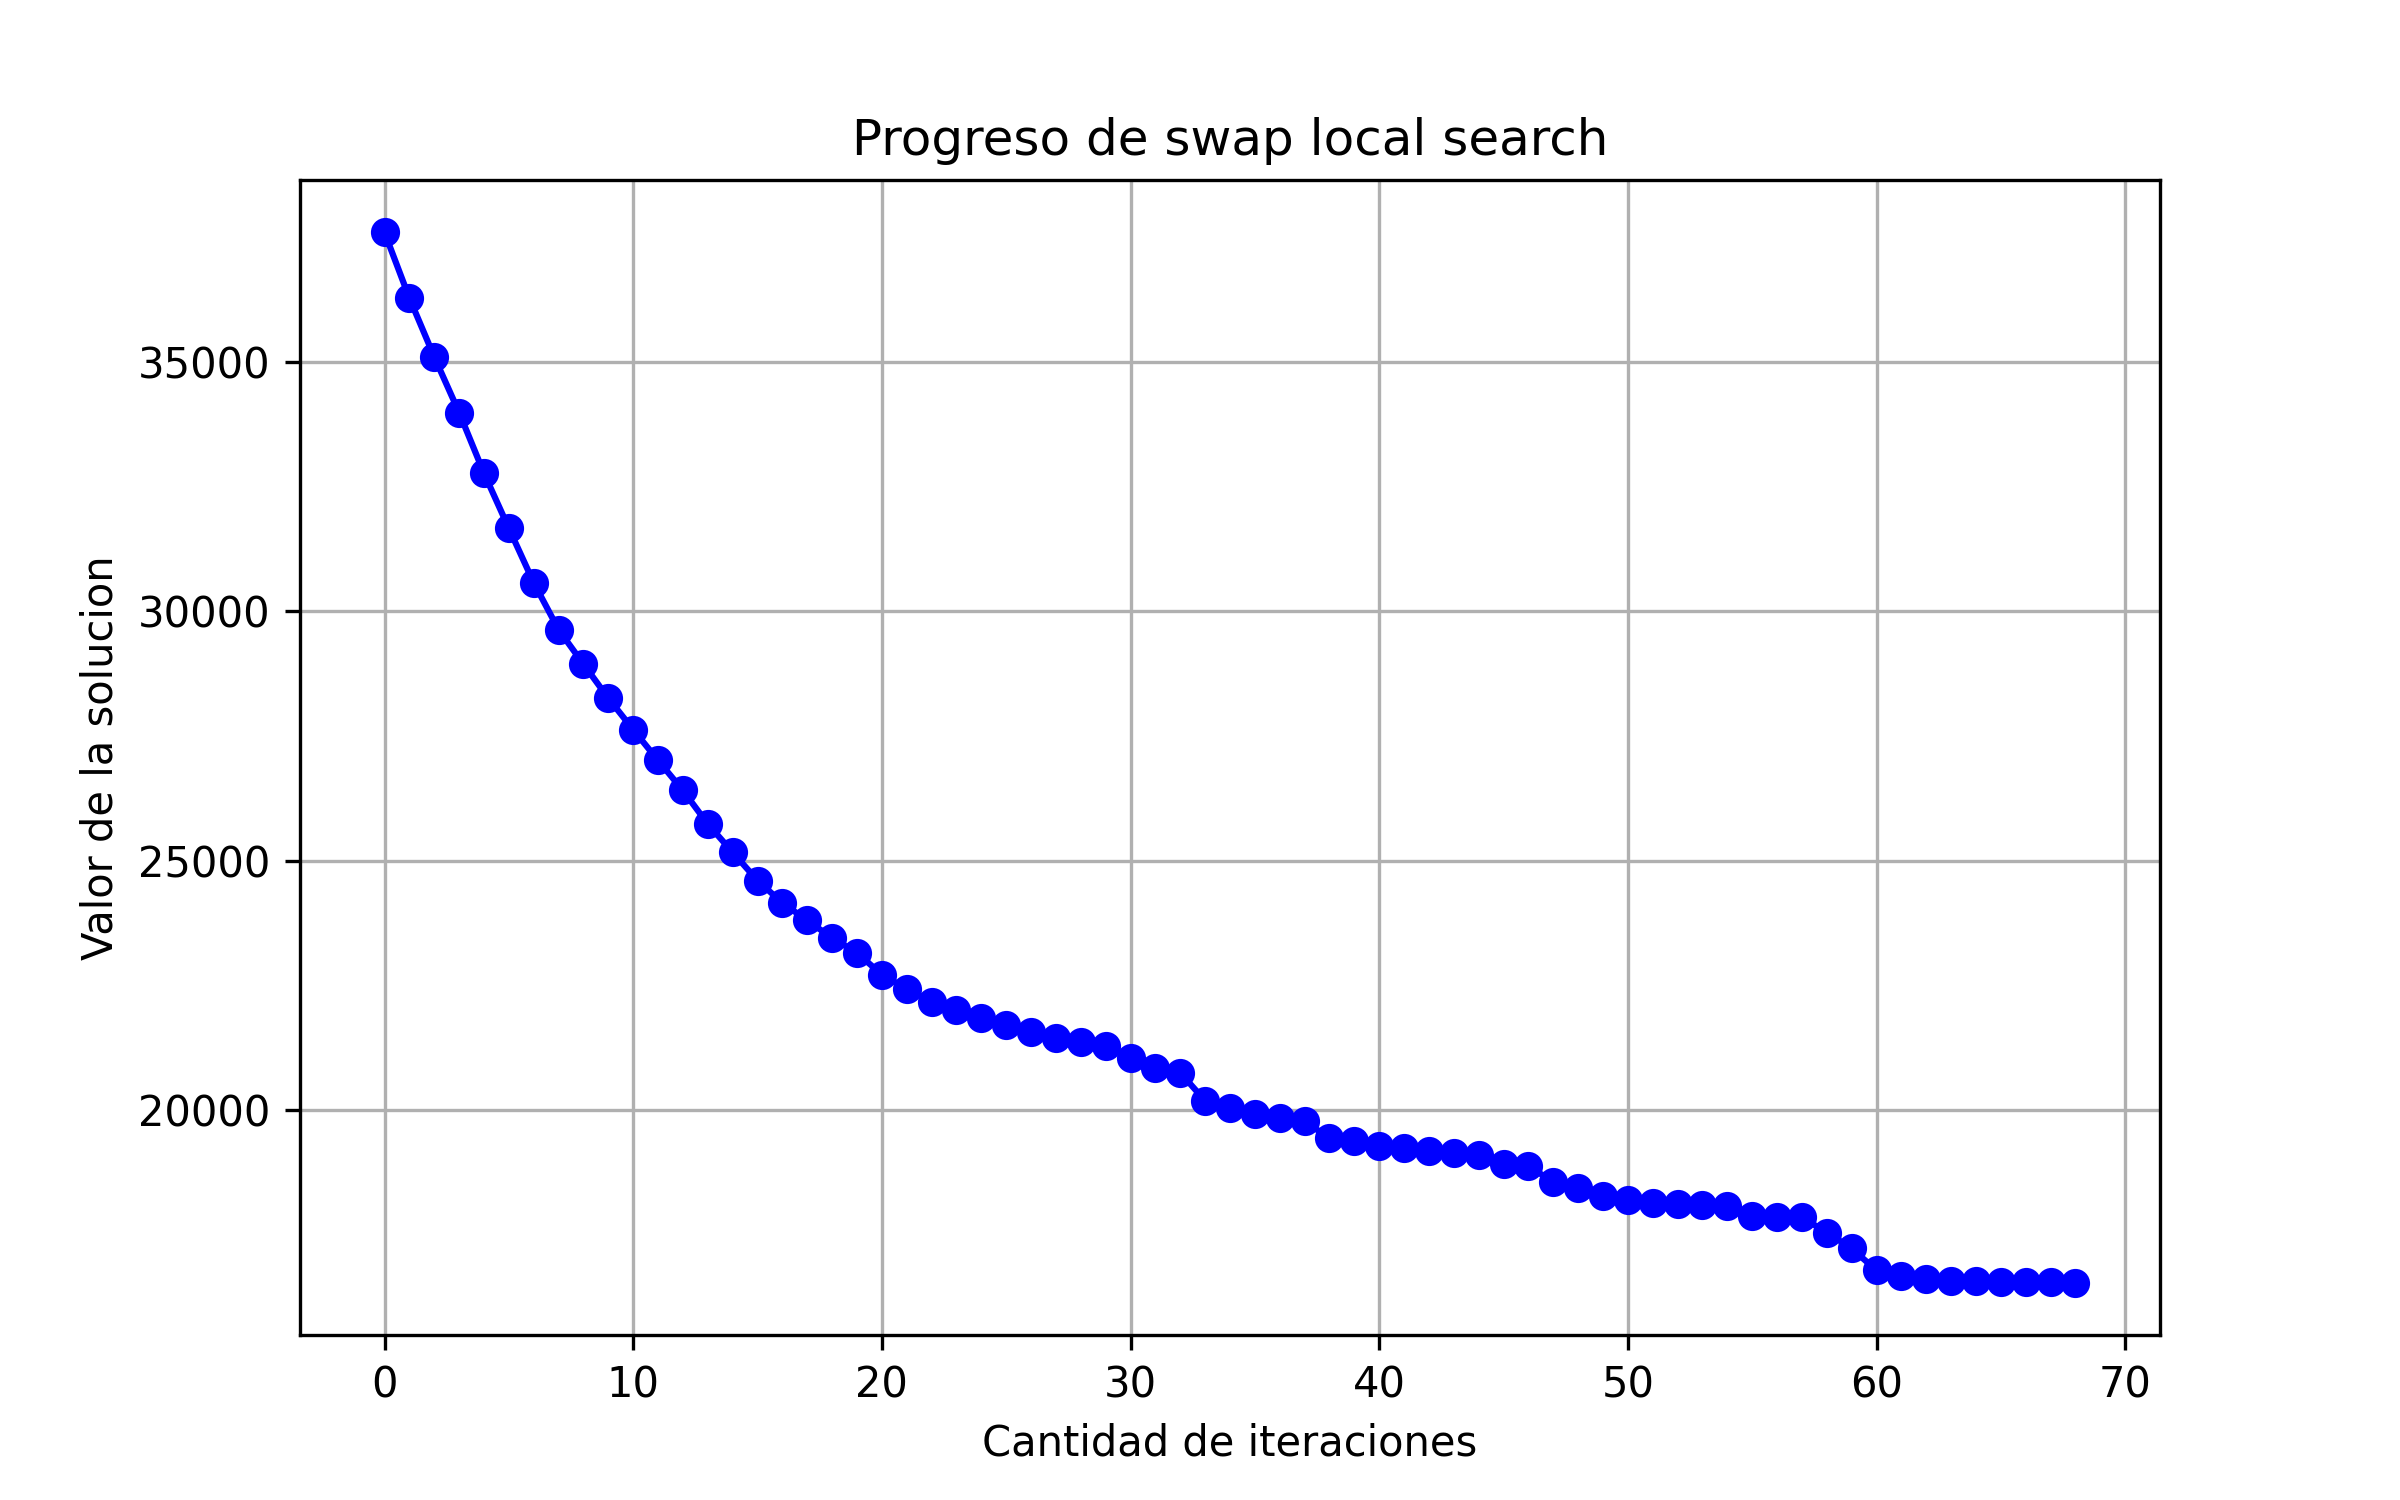 Progreso de swap local search
Valor de la solucion
35000
30000
25000
20000
0 10 20 30 40 50 60 70
Cantidad de iteraciones